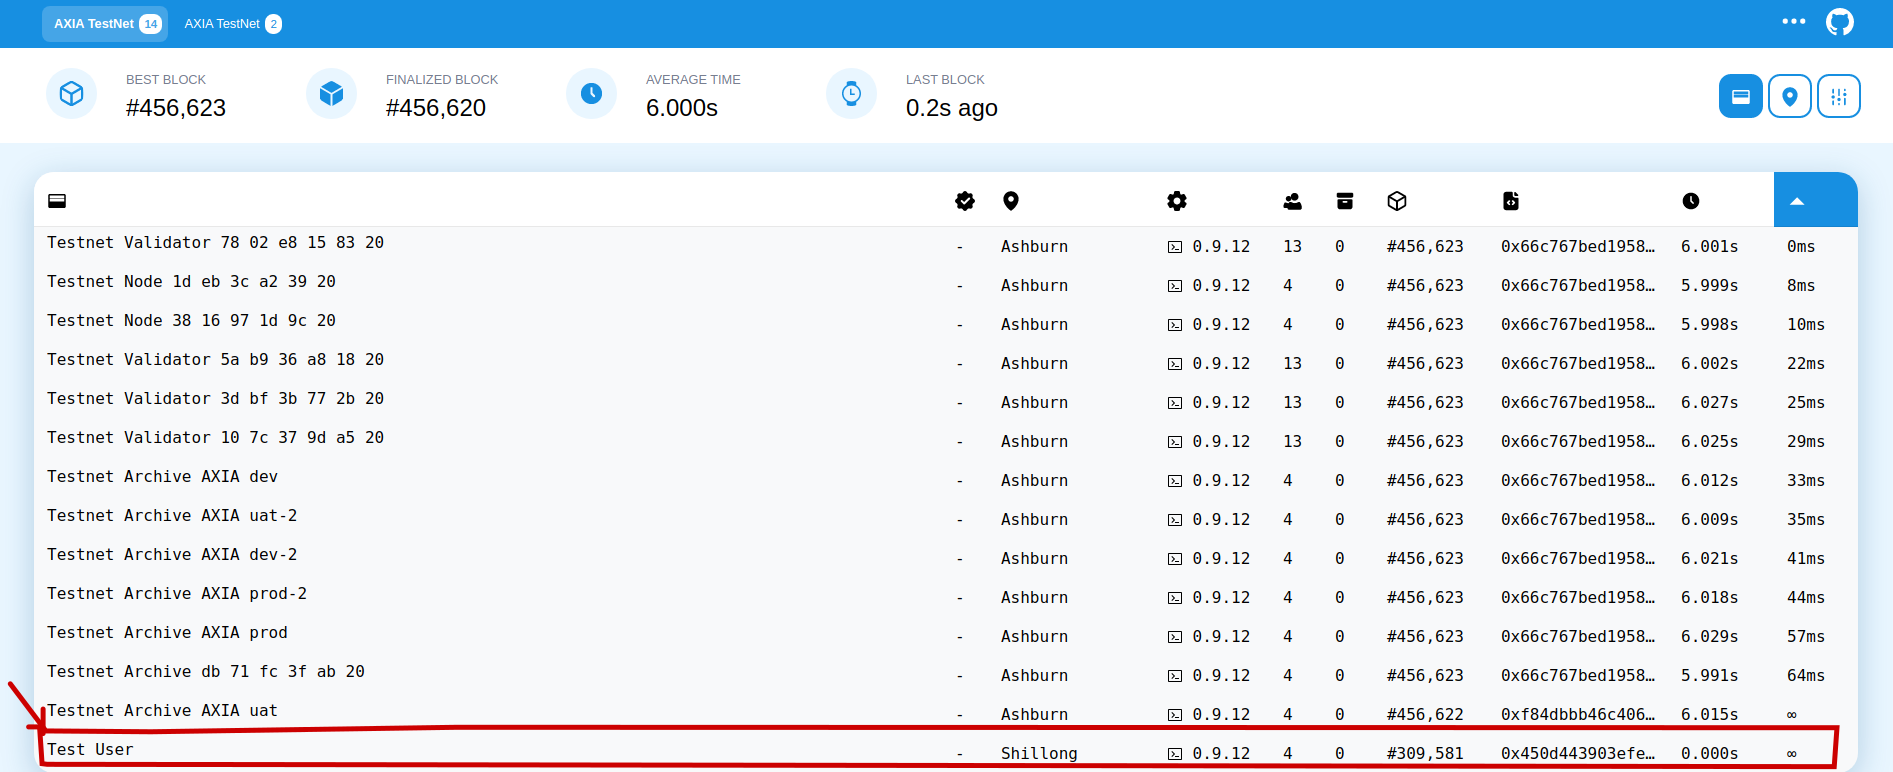 AXIA TestNet 14 AXIA TestNet 2
BEST BLOCK FINALIZED BLOCK AVERAGE TIME LAST BLOCK
#456,623 #456,620 6.000s 0.2s ago
Testnet Validator 78 02 e8 15 83 20 - Ashburn 0.9.12 13 0 #456,623 0x66c767bed1958… 6.001s 0ms
Testnet Node 1d eb 3c a2 39 20 - Ashburn 0.9.12 4 0 #456,623 0x66c767bed1958… 5.999s 8ms
Testnet Node 38 16 97 1d 9c 20 - Ashburn 0.9.12 4 0 #456,623 0x66c767bed1958… 5.998s 10ms
Testnet Validator 5a b9 36 a8 18 20 - Ashburn 0.9.12 13 0 #456,623 0x66c767bed1958… 6.002s 22ms
Testnet Validator 3d bf 3b 77 2b 20 - Ashburn 0.9.12 13 0 #456,623 0x66c767bed1958… 6.027s 25ms
Testnet Validator 10 7c 37 9d a5 20 - Ashburn 0.9.12 13 0 #456,623 0x66c767bed1958… 6.025s 29ms
Testnet Archive AXIA dev - Ashburn 0.9.12 4 0 #456,623 0x66c767bed1958… 6.012s 33ms
Testnet Archive AXIA uat-2 - Ashburn 0.9.12 4 0 #456,623 0x66c767bed1958… 6.009s 35ms
Testnet Archive AXIA dev-2 - Ashburn 0.9.12 4 0 #456,623 0x66c767bed1958… 6.021s 41ms
Testnet Archive AXIA prod-2 - Ashburn 0.9.12 4 0 #456,623 0x66c767bed1958… 6.018s 44ms
Testnet Archive AXIA prod - Ashburn 0.9.12 4 0 #456,623 0x66c767bed1958… 6.029s 57ms
Testnet Archive db 71 fc 3f ab 20 - Ashburn 0.9.12 4 0 #456,623 0x66c767bed1958… 5.991s 64ms
Testnet Archive AXIA uat - Ashburn 0.9.12 4 0 #456,622 0xf84dbbb46c406… 6.015s ∞
Test User - Shillong 0.9.12 4 0 #309,581 0x450d443903efe… 0.000s ∞